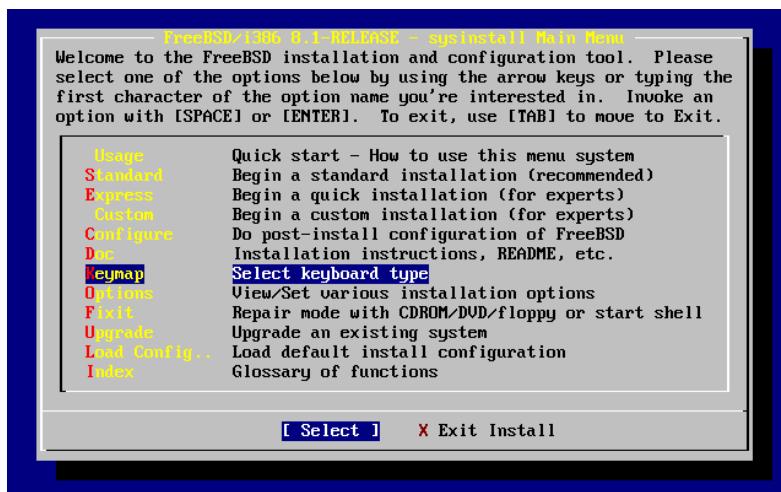 FreeBSD/i386 8.1-RELEASE - sysinstall Main Menu
Welcome to the FreeBSD installation and configuration tool.  Please
select one of the options below by using the arrow keys or typing the
first character of the option name you're interested in.  Invoke an
option with [SPACE] or [ENTER].  To exit, use [TAB] to move to Exit.
Usage Quick start - How to use this menu system
Standard Begin a standard installation (recommended)
Express Begin a quick installation (for experts)
Custom Begin a custom installation (for experts)
Configure Do post-install configuration of FreeBSD
Doc Installation instructions, README, etc.
Keymap Select keyboard type
Options View/Set various installation options
Fixit Repair mode with CDROM/DVD/floppy or start shell
Upgrade Upgrade an existing system
Load Config.. Load default install configuration
Index Glossary of functions
[ Select ] X Exit Install